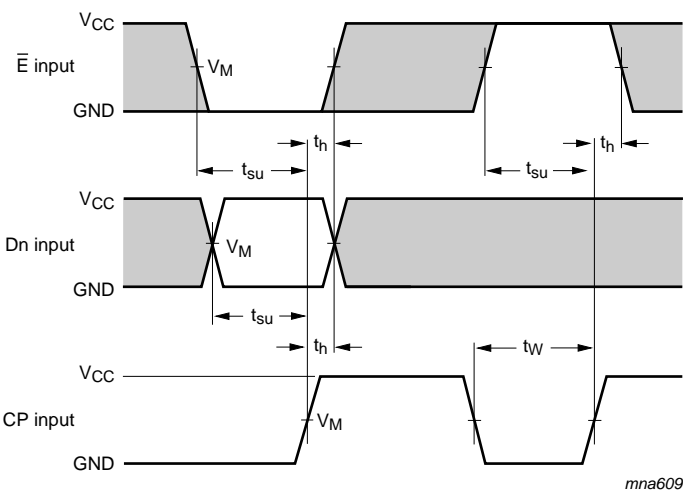 VCC
E̅ input
VM
GND
th
th
tsu
tsu
VCC
Dn input
VM
GND
tsu
th
tW
VCC
CP input
VM
GND
mna609